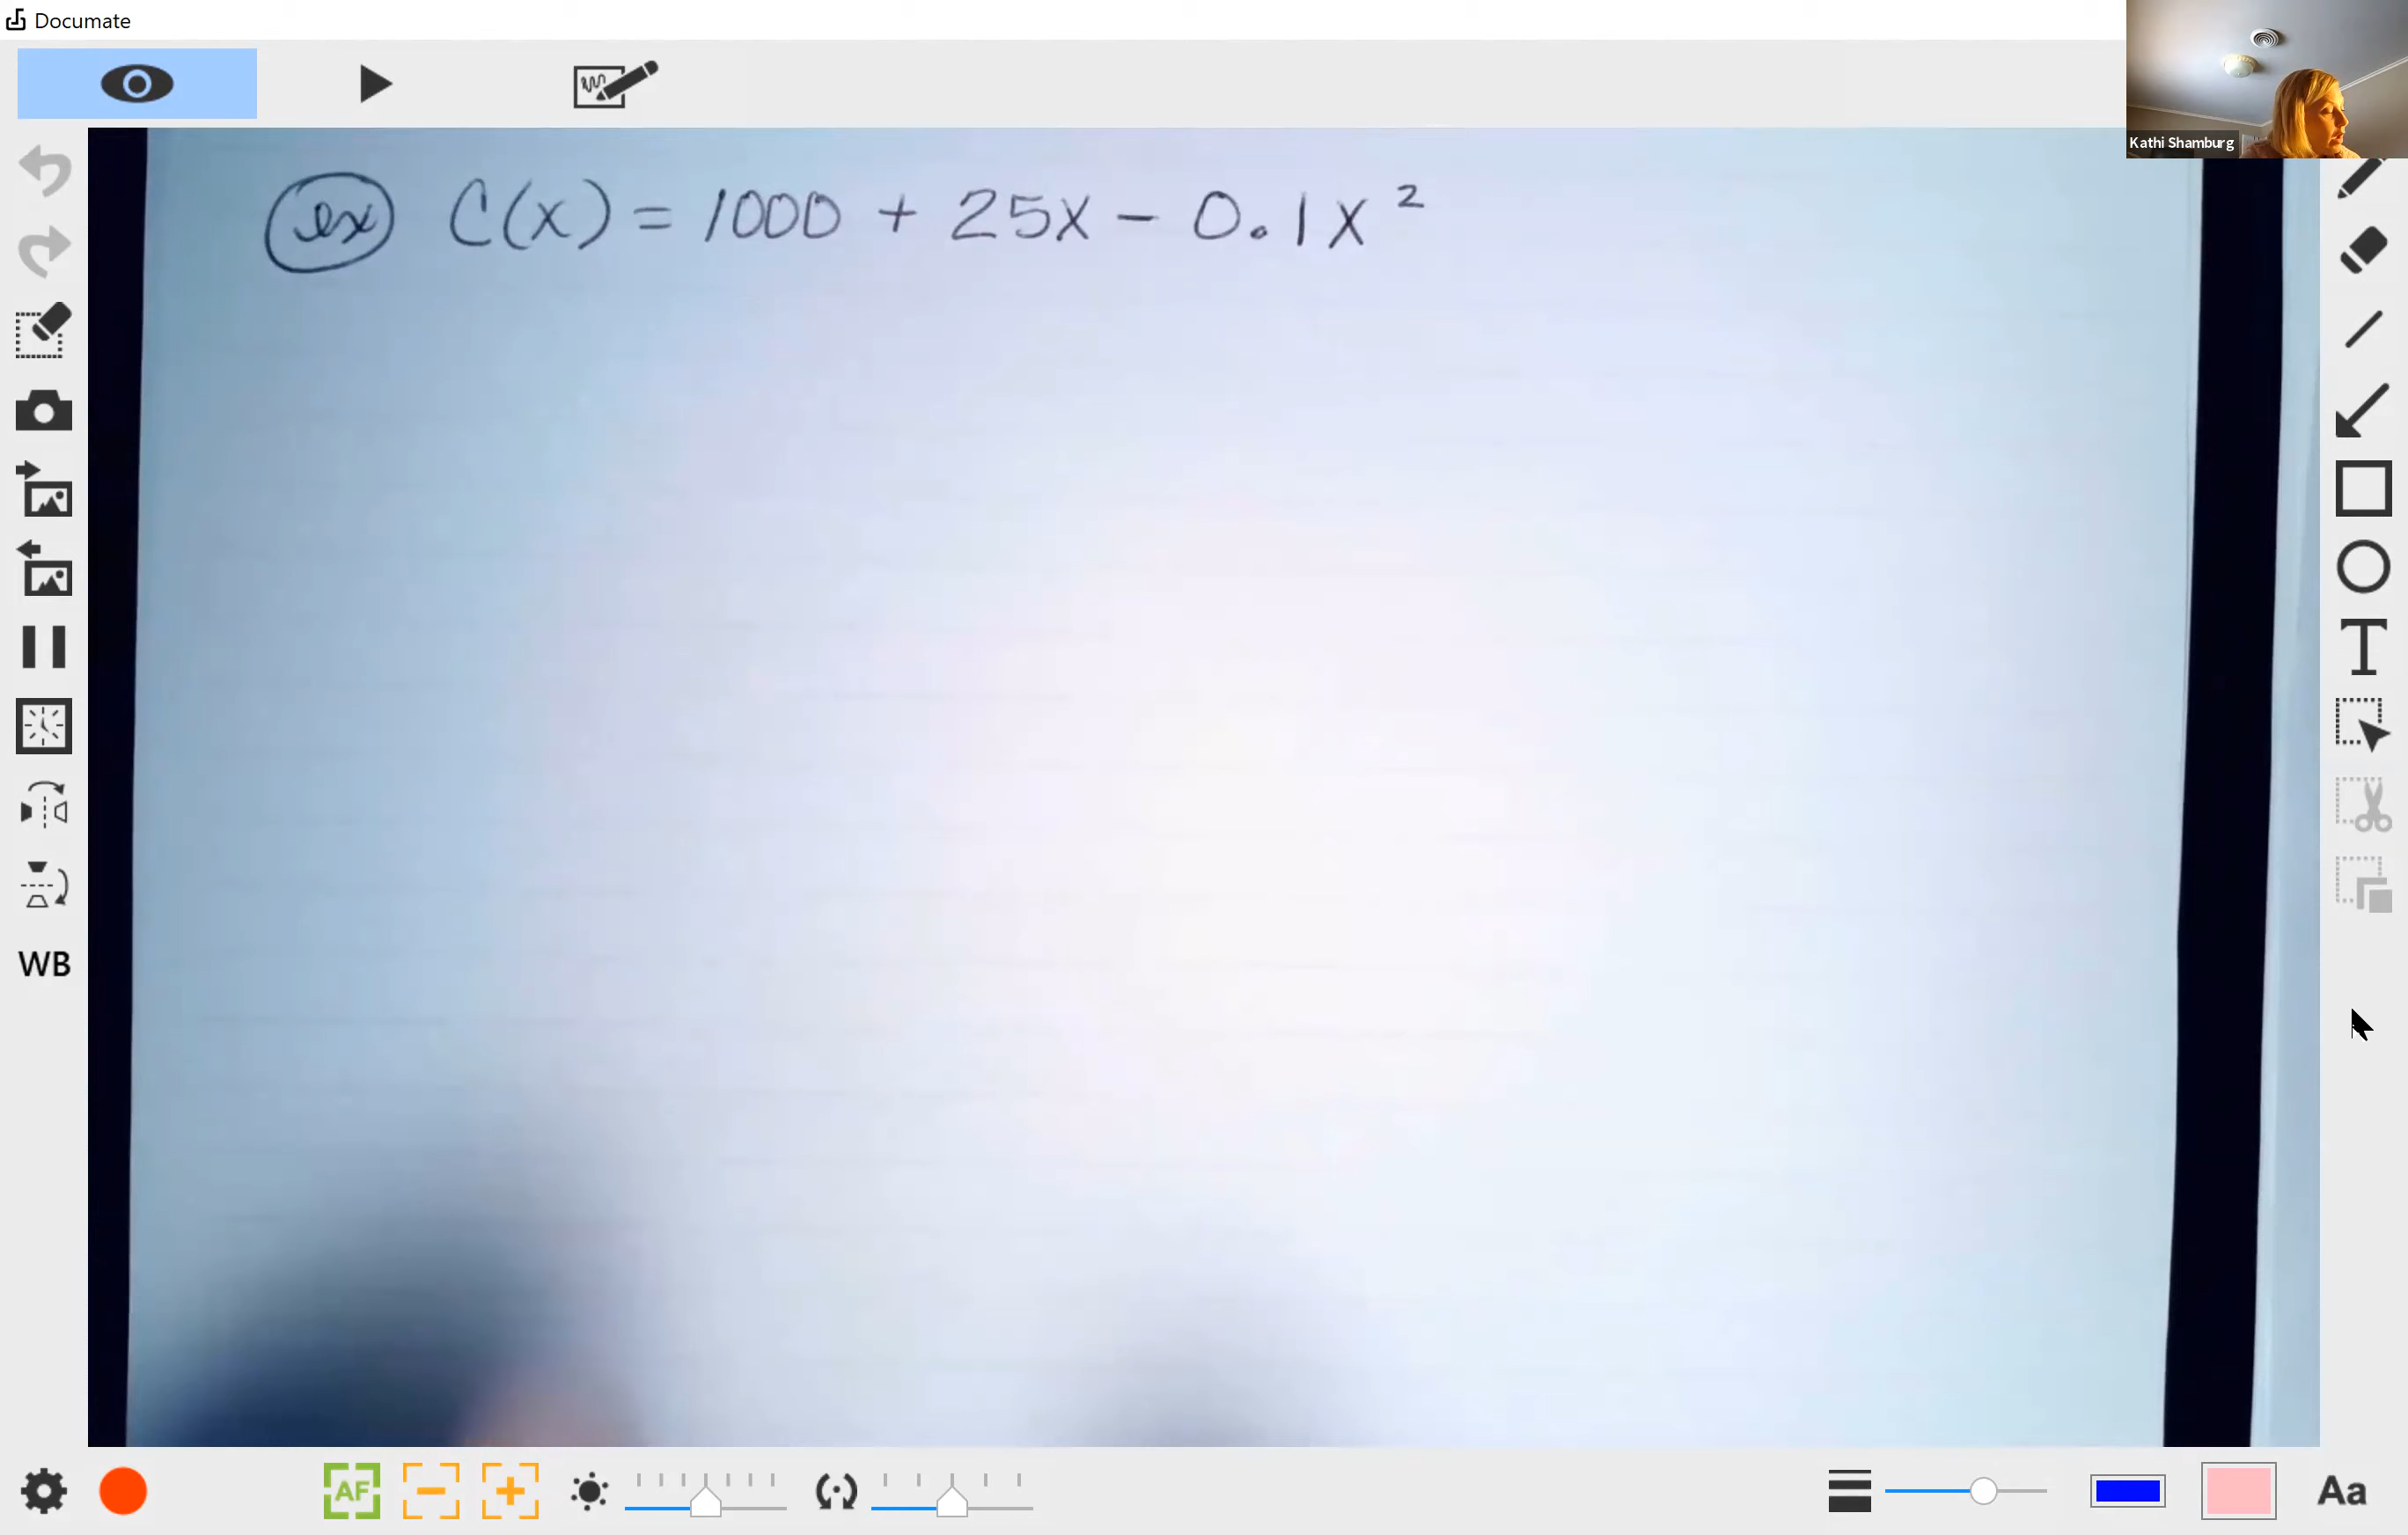 Documate
Kathi Shamburg
ex C(x) = 1000 + 25x - 0.1x²
WB
T
AF
Aa